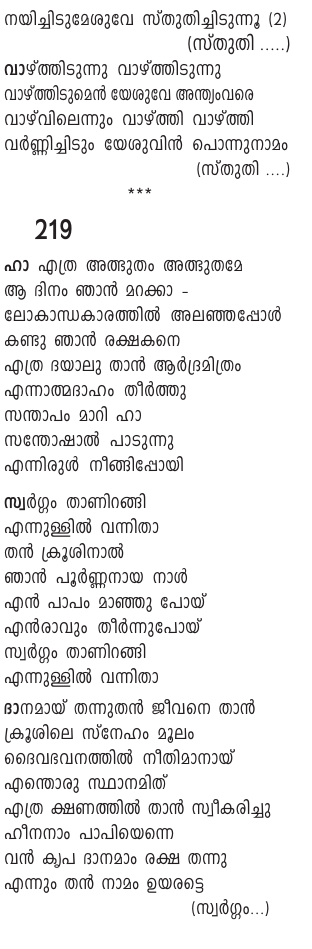 നയിച്ചിടുമേശുവേ സ്തുതിച്ചിടുന്നൂ (2)
(സ്തുതി .....)
വാഴ്ത്തിടുന്നു വാഴ്ത്തിടുന്നു
വാഴ്ത്തിടുമെൻ യേശുവേ അന്ത്യംവരെ
വാഴ്‌വിലെന്നും വാഴ്ത്തി വാഴ്ത്തി
വർണ്ണിച്ചിടും യേശുവിൻ പൊന്നുനാമം
(സ്തുതി ....)
***
219
ഹാ എത്ര അത്ഭുതം അത്ഭുതമേ
ആ ദിനം ഞാൻ മറക്കാ -
ലോകാന്ധകാരത്തിൽ അലഞ്ഞപ്പോൾ
കണ്ടു ഞാൻ രക്ഷകനെ
എത്ര ദയാലു താൻ ആർദ്രമിത്രം
എന്നാത്മദാഹം തീർത്തു
സന്താപം മാറി ഹാ
സന്തോഷാൽ പാടുന്നു
എന്നിരുൾ നീങ്ങിപ്പോയി
സ്വർഗ്ഗം താണിറങ്ങി
എന്നുള്ളിൽ വന്നിതാ
തൻ ക്രൂശിനാൽ
ഞാൻ പൂർണ്ണനായ നാൾ
എൻ പാപം മാഞ്ഞു പോയ്
എൻരാവും തീർന്നുപോയ്
സ്വർഗ്ഗം താണിറങ്ങി
എന്നുള്ളിൽ വന്നിതാ
ദാനമായ് തന്നുതൻ ജീവനെ താൻ
ക്രൂശിലെ സ്നേഹം മൂലം
ദൈവഭവനത്തിൽ നീതിമാനായ്
എന്തൊരു സ്ഥാനമിത്
എത്ര ക്ഷണത്തിൽ താൻ സ്വീകരിച്ചു
ഹീനനാം പാപിയെന്നെ
വൻ കൃപ ദാനമാം രക്ഷ തന്നു
എന്നും തൻ നാമം ഉയരട്ടെ
(സ്വർഗ്ഗം...)